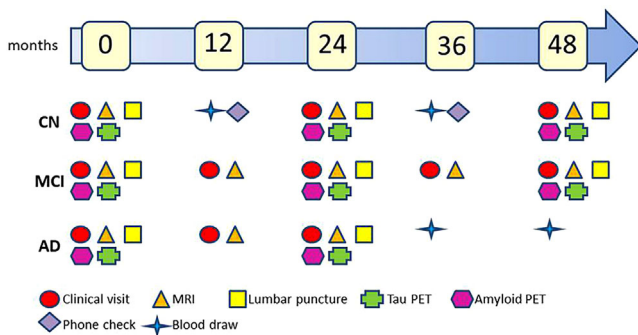 months 0 12 24 36 48
CN
MCI
AD
Clinical visit MRI Lumbar puncture Tau PET Amyloid PET
Phone check Blood draw